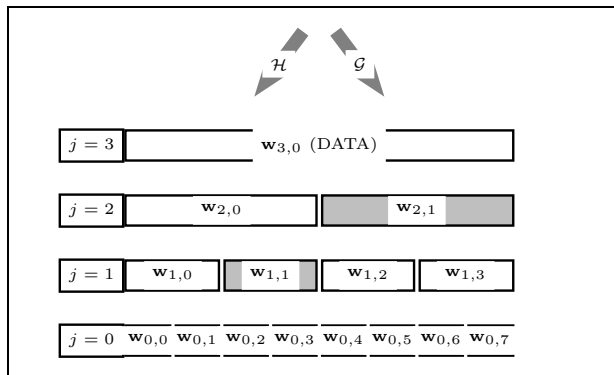 𝓗 𝓖
j = 3 w₃,₀ (DATA)
j = 2 w₂,₀ w₂,₁
j = 1 w₁,₀ w₁,₁ w₁,₂ w₁,₃
j = 0 w₀,₀ w₀,₁ w₀,₂ w₀,₃ w₀,₄ w₀,₅ w₀,₆ w₀,₇